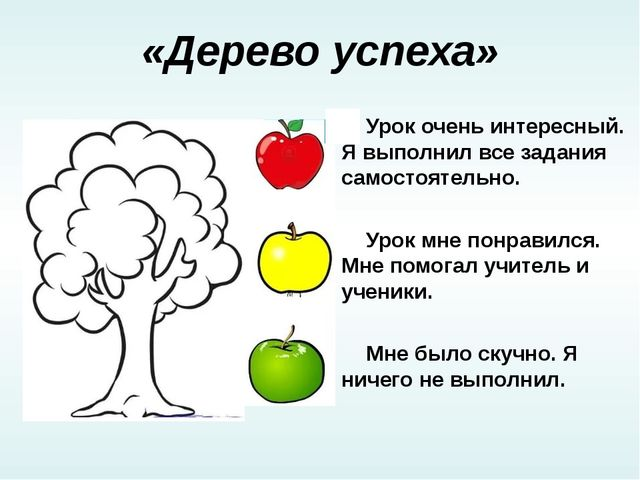 «Дерево успеха»
Урок очень интересный.
Я выполнил все задания
самостоятельно.
Урок мне понравился.
Мне помогал учитель и
ученики.
Мне было скучно. Я
ничего не выполнил.